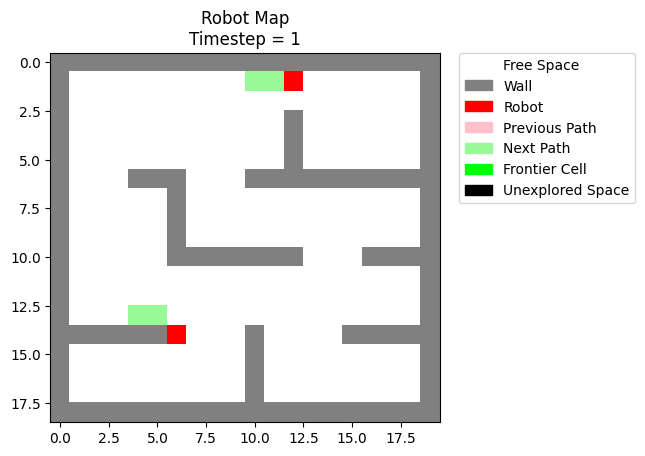 Robot Map
Timestep = 1
Free Space
Wall
Robot
Previous Path
Next Path
Frontier Cell
Unexplored Space
0.0
2.5
5.0
7.5
10.0
12.5
15.0
17.5
0.0 2.5 5.0 7.5 10.0 12.5 15.0 17.5